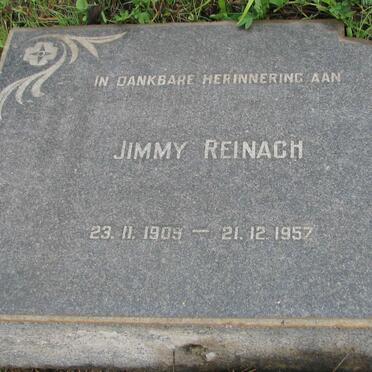 IN DANKBARE HERINNERING AAN
JIMMY REINACH
23. 11. 1909 — 21. 12. 1957